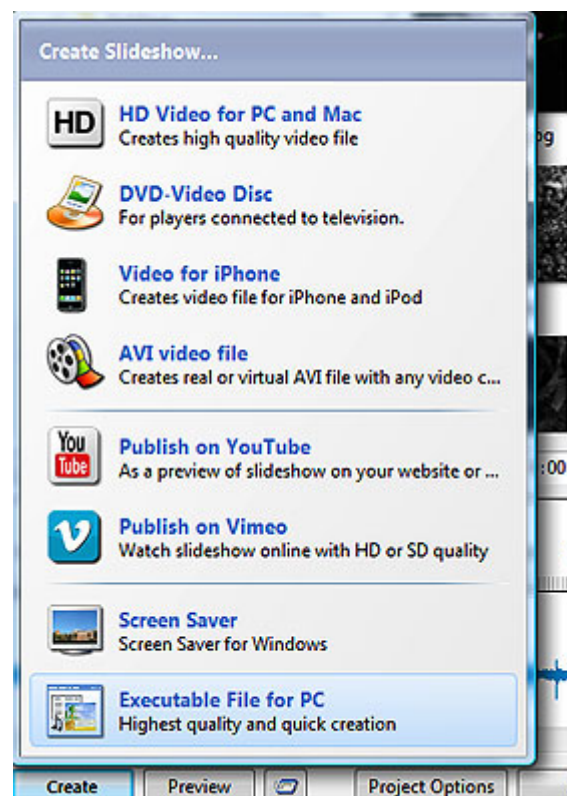 Create Slideshow...
HD
HD Video for PC and Mac
Creates high quality video file
DVD-Video Disc
For players connected to television.
Video for iPhone
Creates video file for iPhone and iPod
AVI video file
Creates real or virtual AVI file with any video c...
You
Tube
Publish on YouTube
As a preview of slideshow on your website or ...
Publish on Vimeo
Watch slideshow online with HD or SD quality
Screen Saver
Screen Saver for Windows
Executable File for PC
Highest quality and quick creation
Create
Preview
Project Options